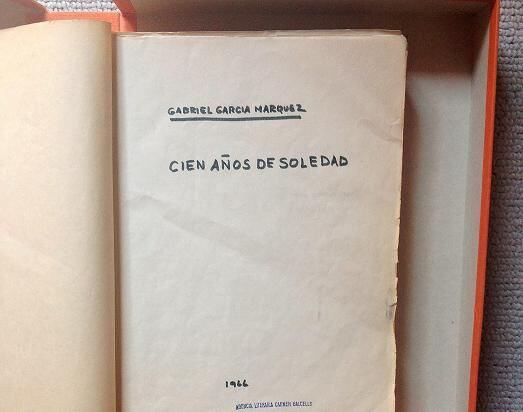 GABRIEL GARCIA MARQUEZ
CIEN AÑOS DE SOLEDAD
1966
AGENCIA LITERARIA CARMEN BALCELLS